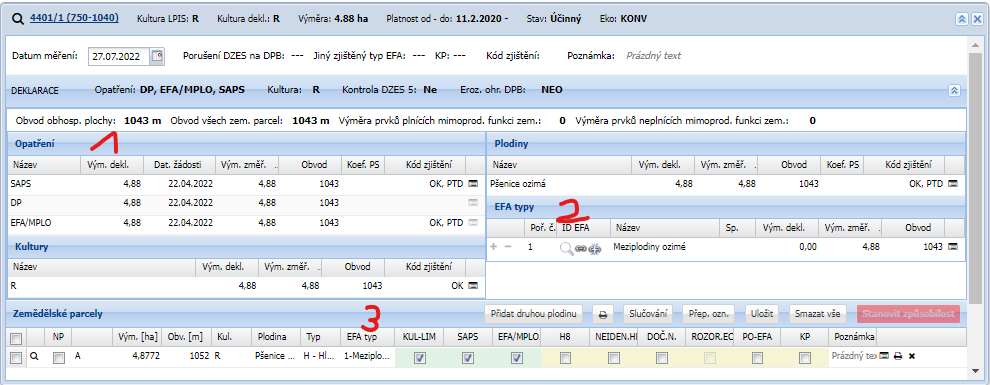 4401/1 (750-1040) Kultura LPIS: R Kultura dekl.: R Výměra: 4.88 ha Platnost od - do: 11.2.2020 - Stav: Účinný Eko: KONV
Datum měření: 27.07.2022 Porušení DZES na DPB: --- Jiný zjištěný typ EFA: --- KP: --- Kód zjištění: Poznámka: Prázdný text
DEKLARACE Opatření: DP, EFA/MPLO, SAPS Kultura: R Kontrola DZES 5: Ne Eroz. ohr. DPB: NEO
Obvod obhosp. plochy: 1043 m Obvod všech zem. parcel: 1043 m Výměra prvků plnících mimoprod. funkci zem.: 0 Výměra prvků neplnících mimoprod. funkci zem.: 0
1
Opatření
Název Vým. dekl. Dat. žádosti Vým. změř. . Obvod Koef. PS Kód zjištění
SAPS 4,88 22.04.2022 4,88 1043 OK, PTD
DP 4,88 22.04.2022 4,88 1043
EFA/MPLO 4,88 22.04.2022 4,88 1043 OK, PTD
Kultury
Název Vým. dekl. Vým. změř. . Obvod Kód zjištění
R 4,88 4,88 1043 OK
Plodiny
Název Vým. dekl. Vým. změř. . Obvod Koef. PS Kód zjištění
Pšenice ozimá 4,88 4,88 1043 OK, PTD
EFA typy
2
Poř. č. ID EFA Název Sp. Vým. dekl. Vým. změř. . Obvod
+ − 1 Meziplodiny ozimé 0,00 4,88 1043
Zemědělské parcely 3 Přidat druhou plodinu Slučování Přep. ozn. Uložit Smazat vše Stanovit způsobilost
NP Vým. [ha] Obv. [m] Kul. Plodina Typ EFA typ KUL-LIM SAPS EFA/MPLO H8 NEIDEN.HI DOČ.N. ROZOR.EC PO-EFA KP Poznámka
A 4,8772 1052 R Pšenice ... H - Hl... 1-Meziplo... Prázdný tex